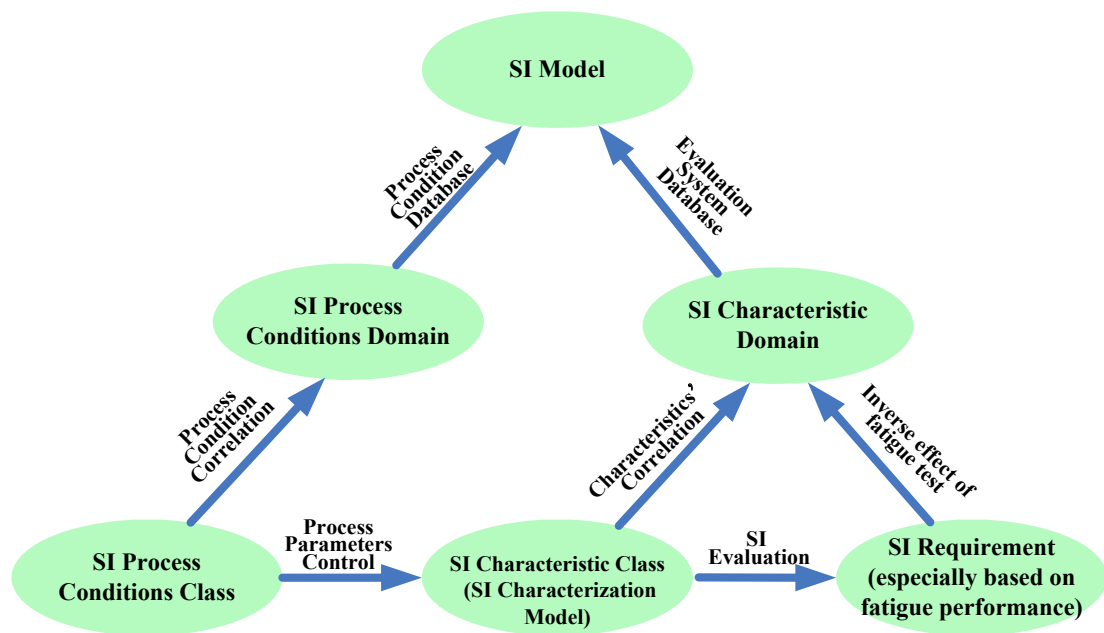 SI Model
Process
Condition
Database
Evaluation
System
Database
SI Process
Conditions Domain
SI Characteristic
Domain
Process
Condition
Correlation
Characteristics’
Correlation
Inverse effect of
fatigue test
SI Process
Conditions Class
Process
Parameters
Control
SI Characteristic Class
(SI Characterization
Model)
SI
Evaluation
SI Requirement
(especially based on
fatigue performance)